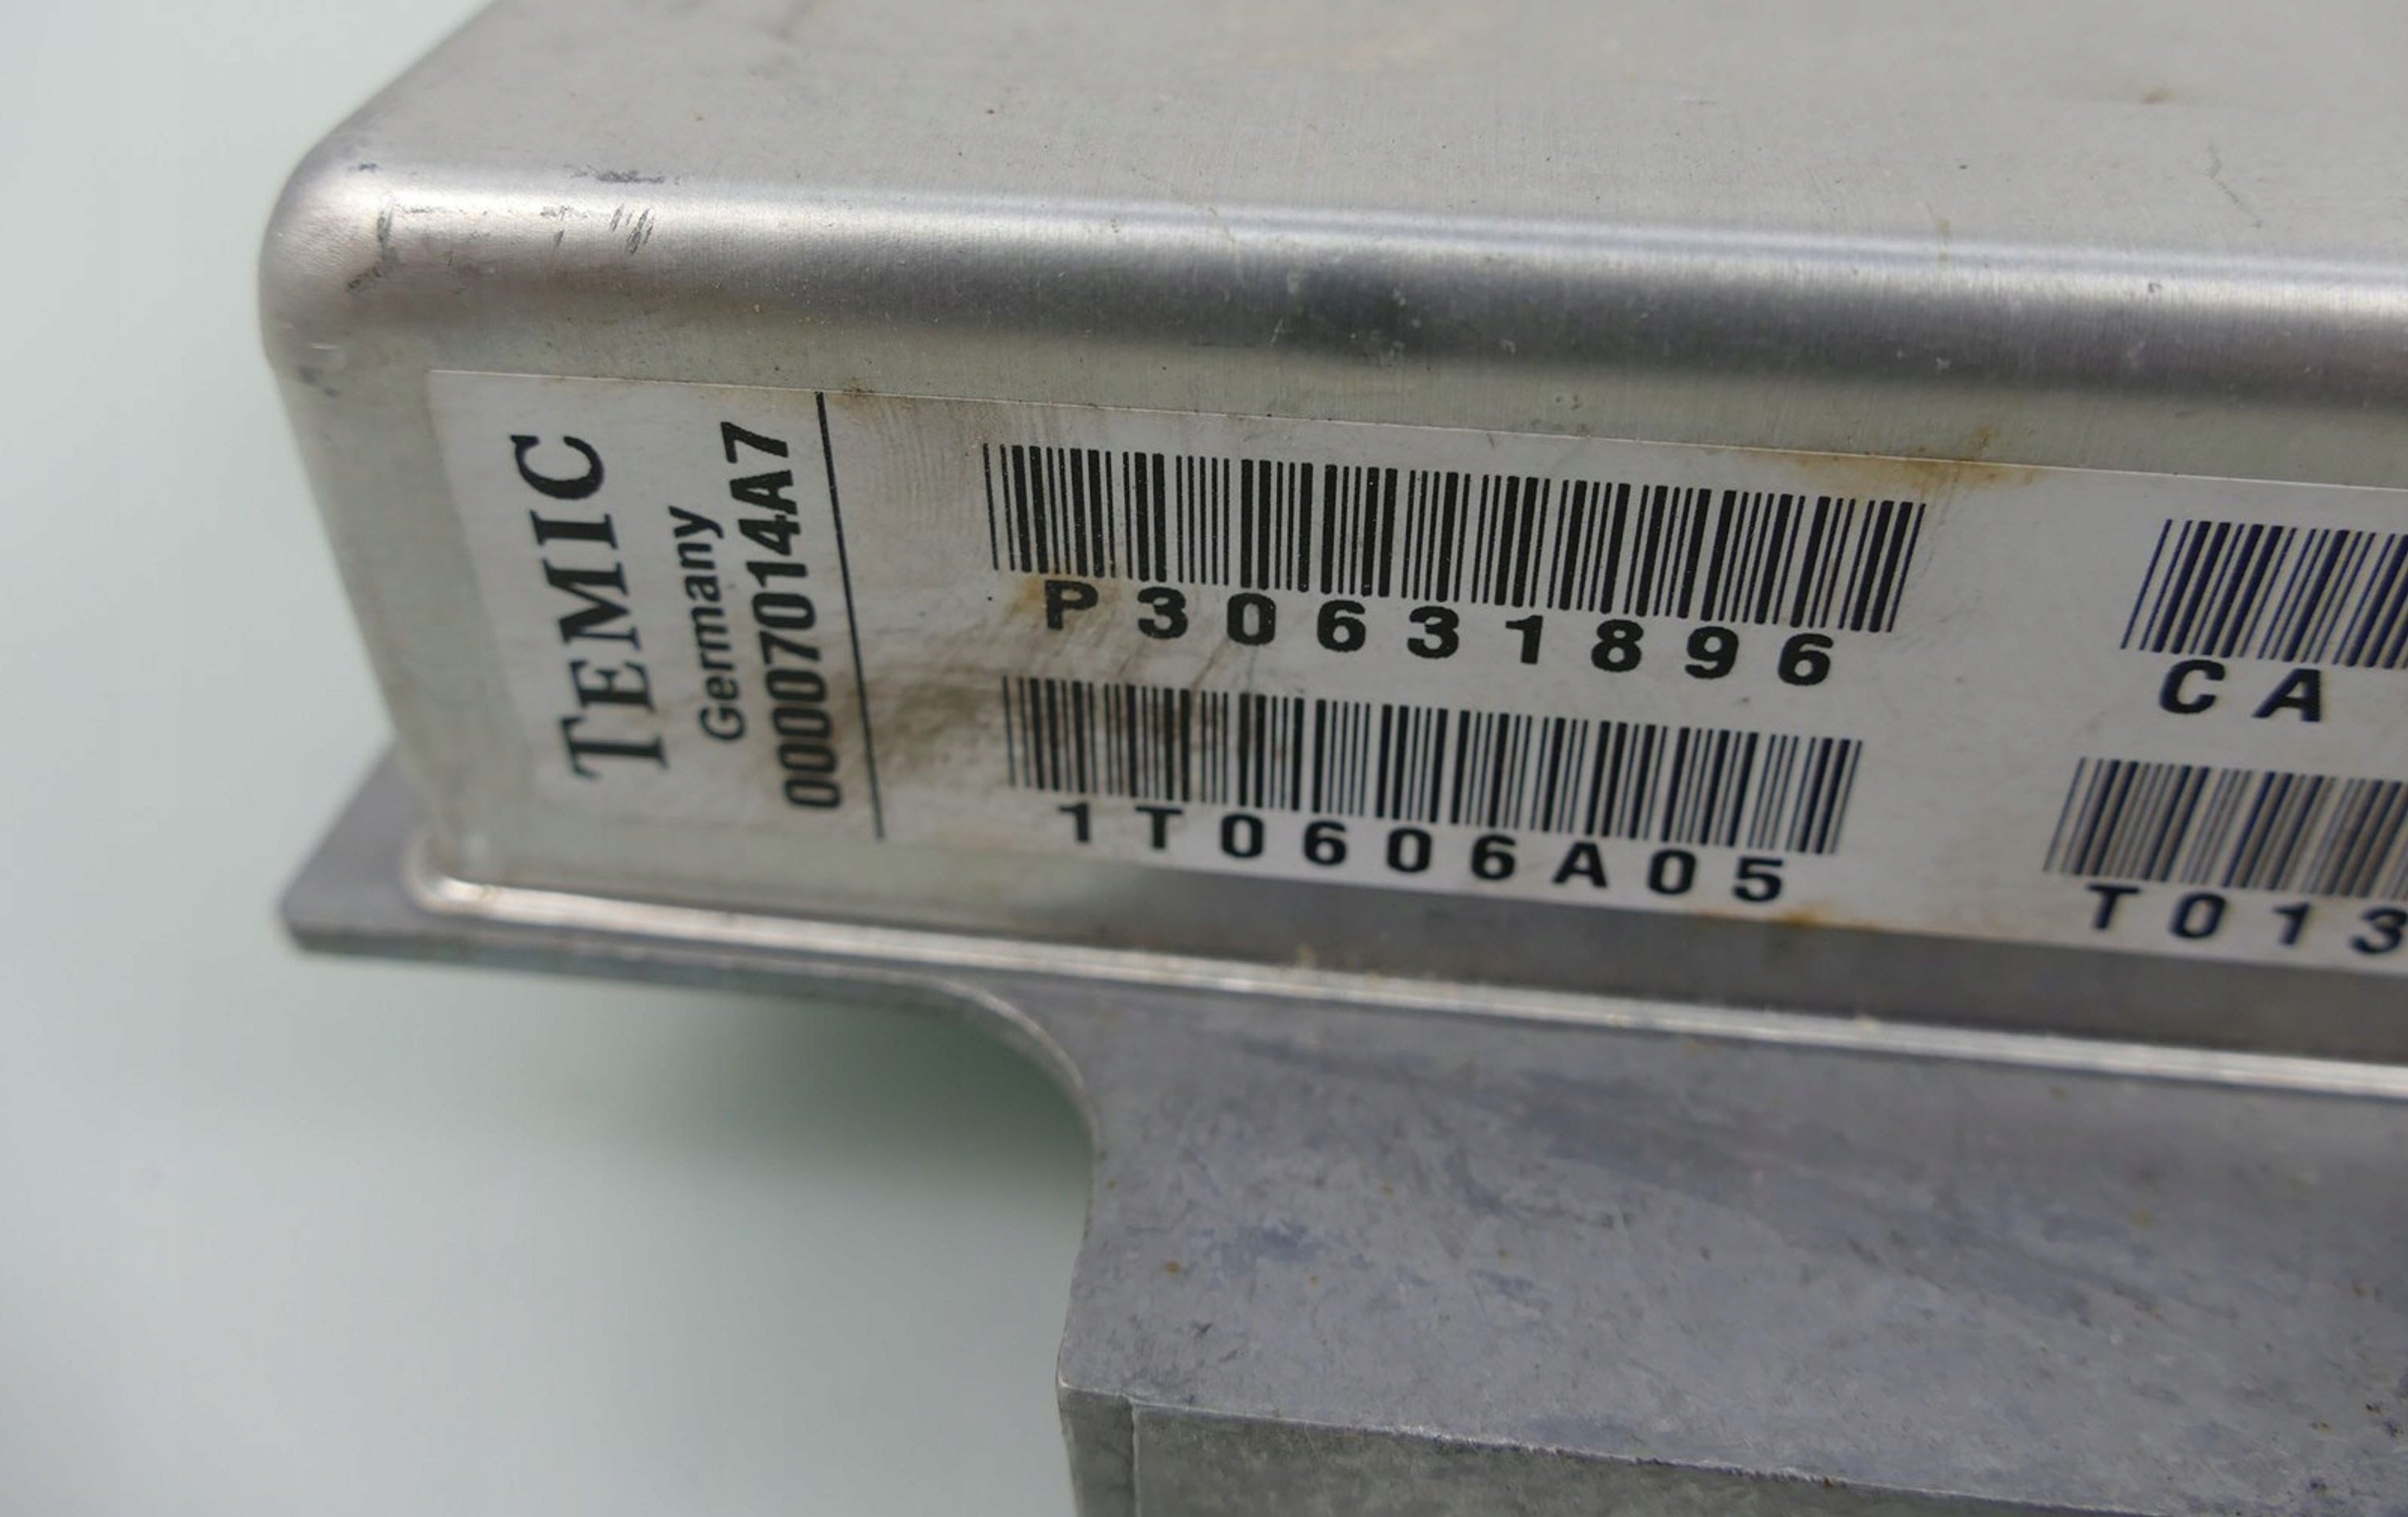 TEMIC
Germany
00007014A7
P30631896
1T0606A05
CA
T013